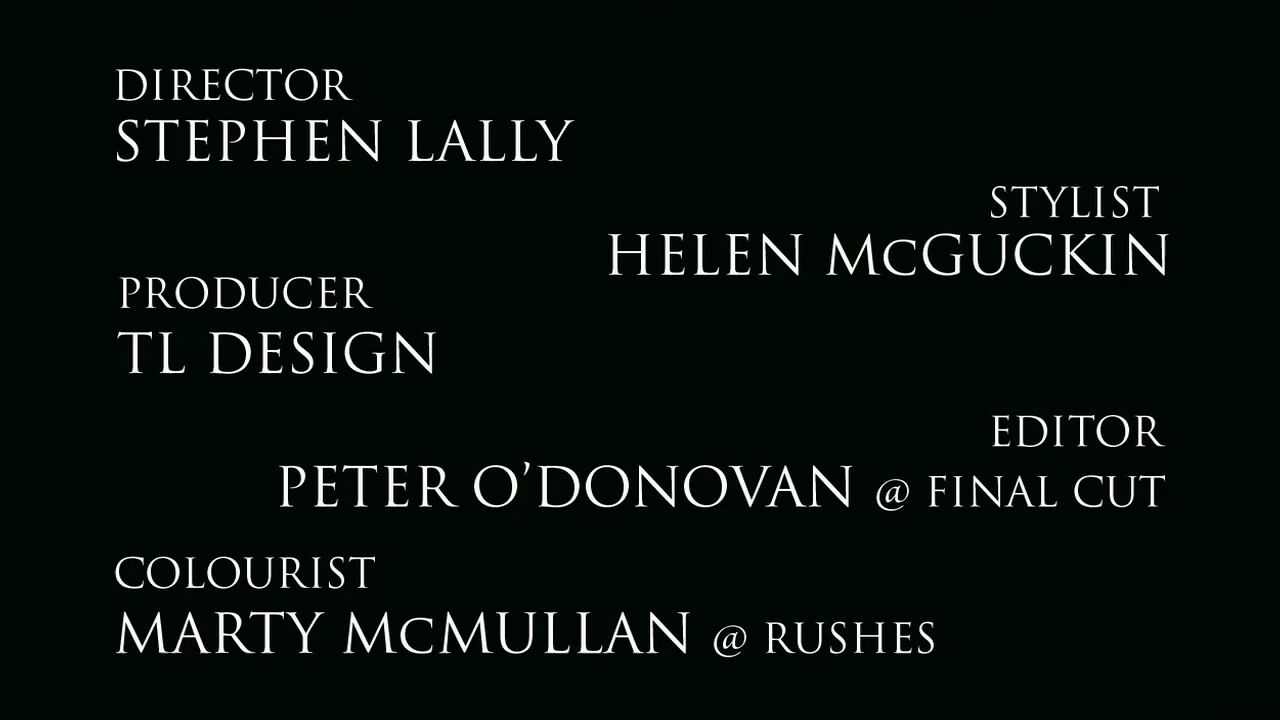 DIRECTOR
STEPHEN LALLY
STYLIST
HELEN McGUCKIN
PRODUCER
TL DESIGN
EDITOR
PETER O’DONOVAN @ FINAL CUT
COLOURIST
MARTY McMULLAN @ RUSHES